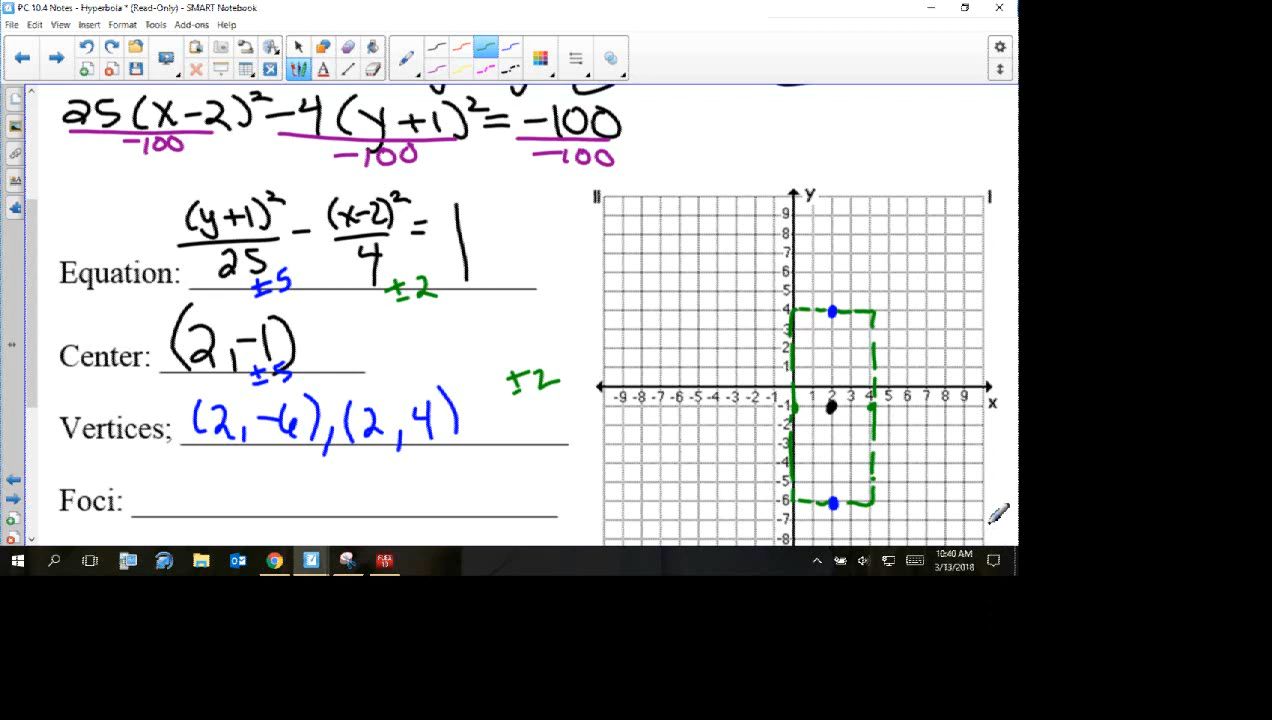 PC 10.4 Notes - Hyperbola * (Read-Only) - SMART Notebook
File Edit View Insert Format Tools Add-ons Help
25(x-2)² -4(y+1)² = -100
-100 -100 -100
(y+1)² - (x-2)² = 1
25 4
Equation:
±5 ±2
Center: (2,-1)
±5 ±2
Vertices; (2,-6),(2,4)
Foci:
II y I
9
8
7
6
5
4
3
2
1
-9 -8 -7 -6 -5 -4 -3 -2 -1 1 2 3 4 5 6 7 8 9 x
-1
-2
-3
-4
-5
-6
-7
-8
10:40 AM
3/13/2018